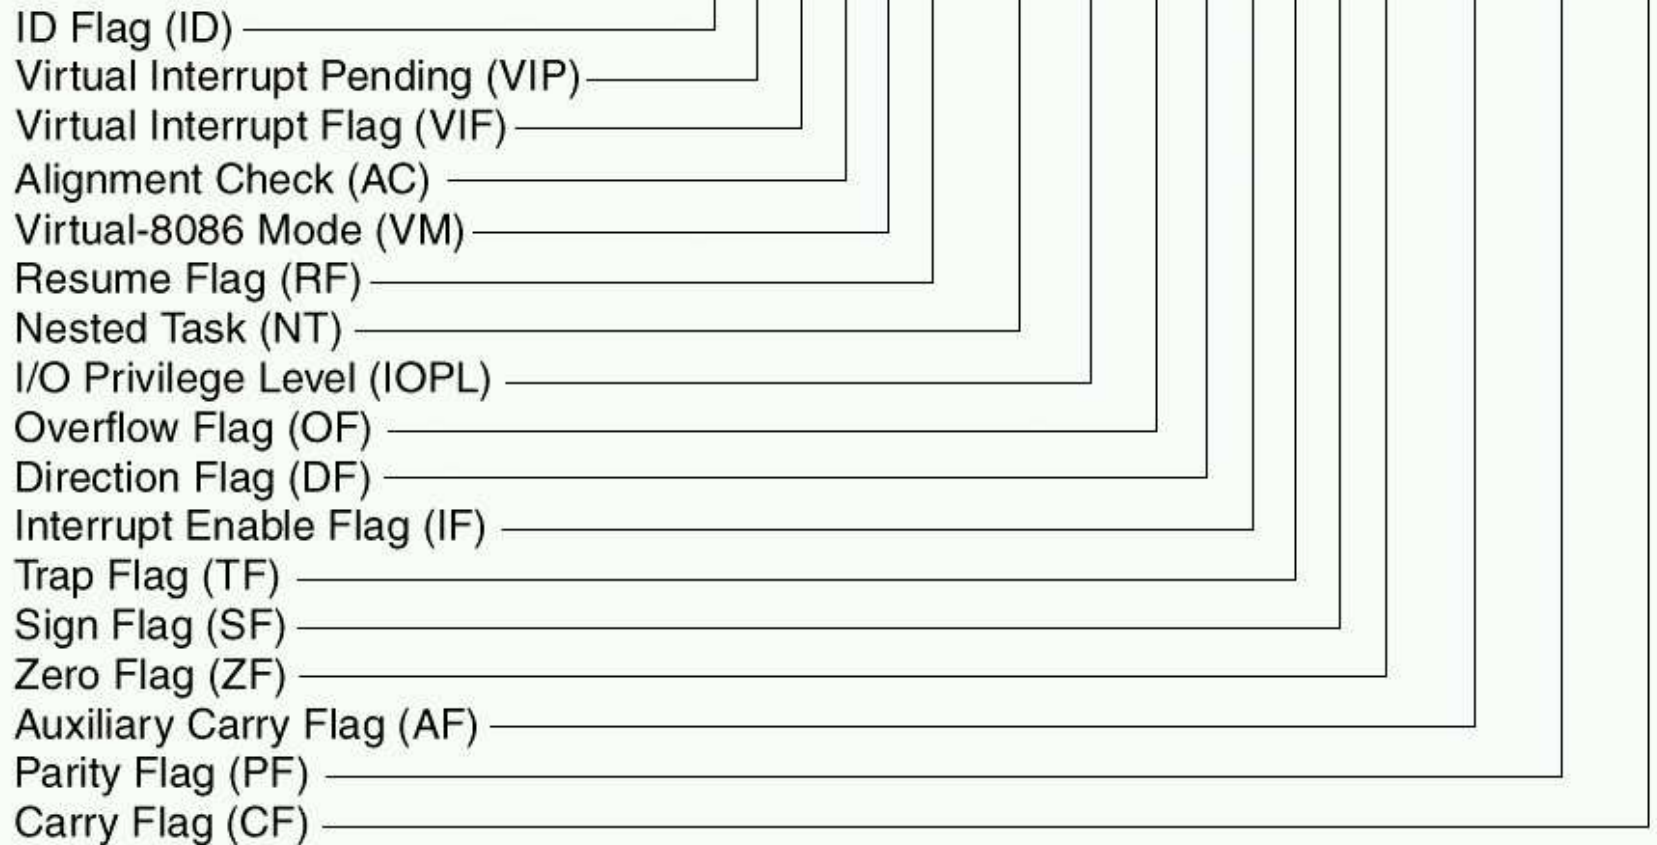 ID Flag (ID)
Virtual Interrupt Pending (VIP)
Virtual Interrupt Flag (VIF)
Alignment Check (AC)
Virtual-8086 Mode (VM)
Resume Flag (RF)
Nested Task (NT)
I/O Privilege Level (IOPL)
Overflow Flag (OF)
Direction Flag (DF)
Interrupt Enable Flag (IF)
Trap Flag (TF)
Sign Flag (SF)
Zero Flag (ZF)
Auxiliary Carry Flag (AF)
Parity Flag (PF)
Carry Flag (CF)